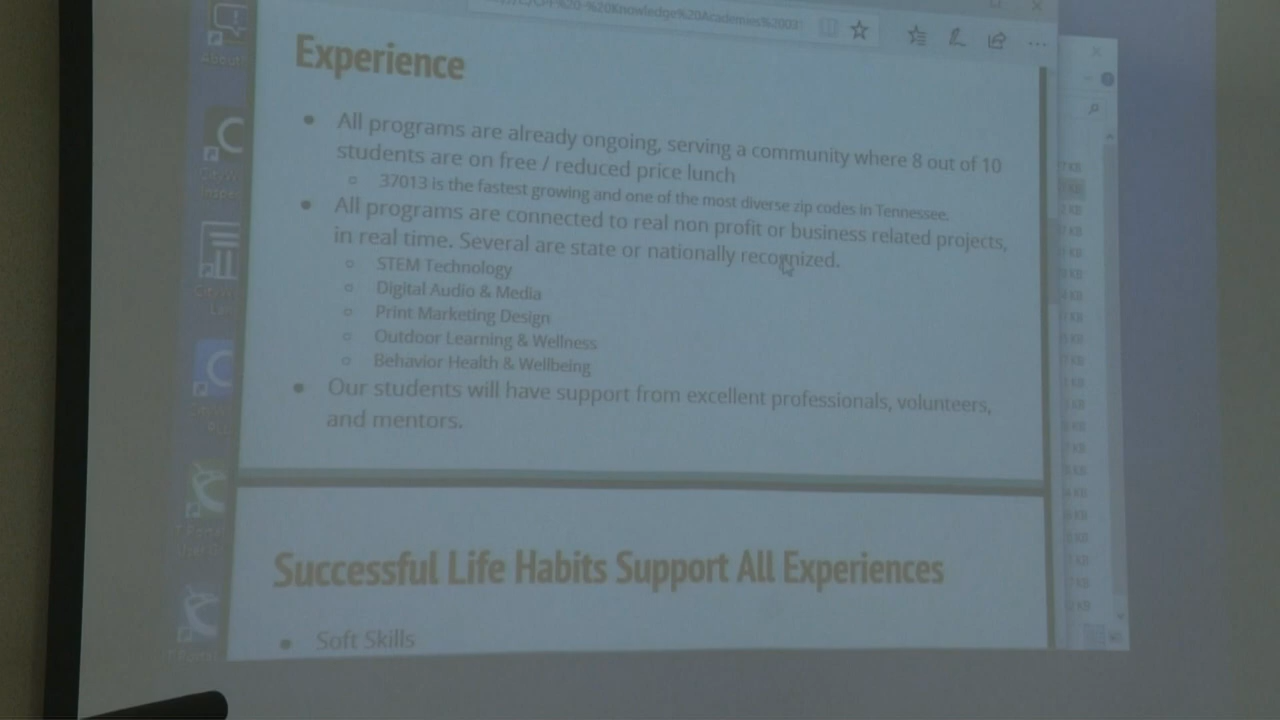 %20-%20Knowledge%20Academies%2003
Experience
• All programs are already ongoing, serving a community where 8 out of 10
students are on free / reduced price lunch
○ 37013 is the fastest growing and one of the most diverse zip codes in Tennessee.
• All programs are connected to real non profit or business related projects,
in real time. Several are state or nationally recognized.
○ STEM Technology
○ Digital Audio & Media
○ Print Marketing Design
○ Outdoor Learning & Wellness
○ Behavior Health & Wellbeing
• Our students will have support from excellent professionals, volunteers,
and mentors.
Successful Life Habits Support All Experiences
• Soft Skills